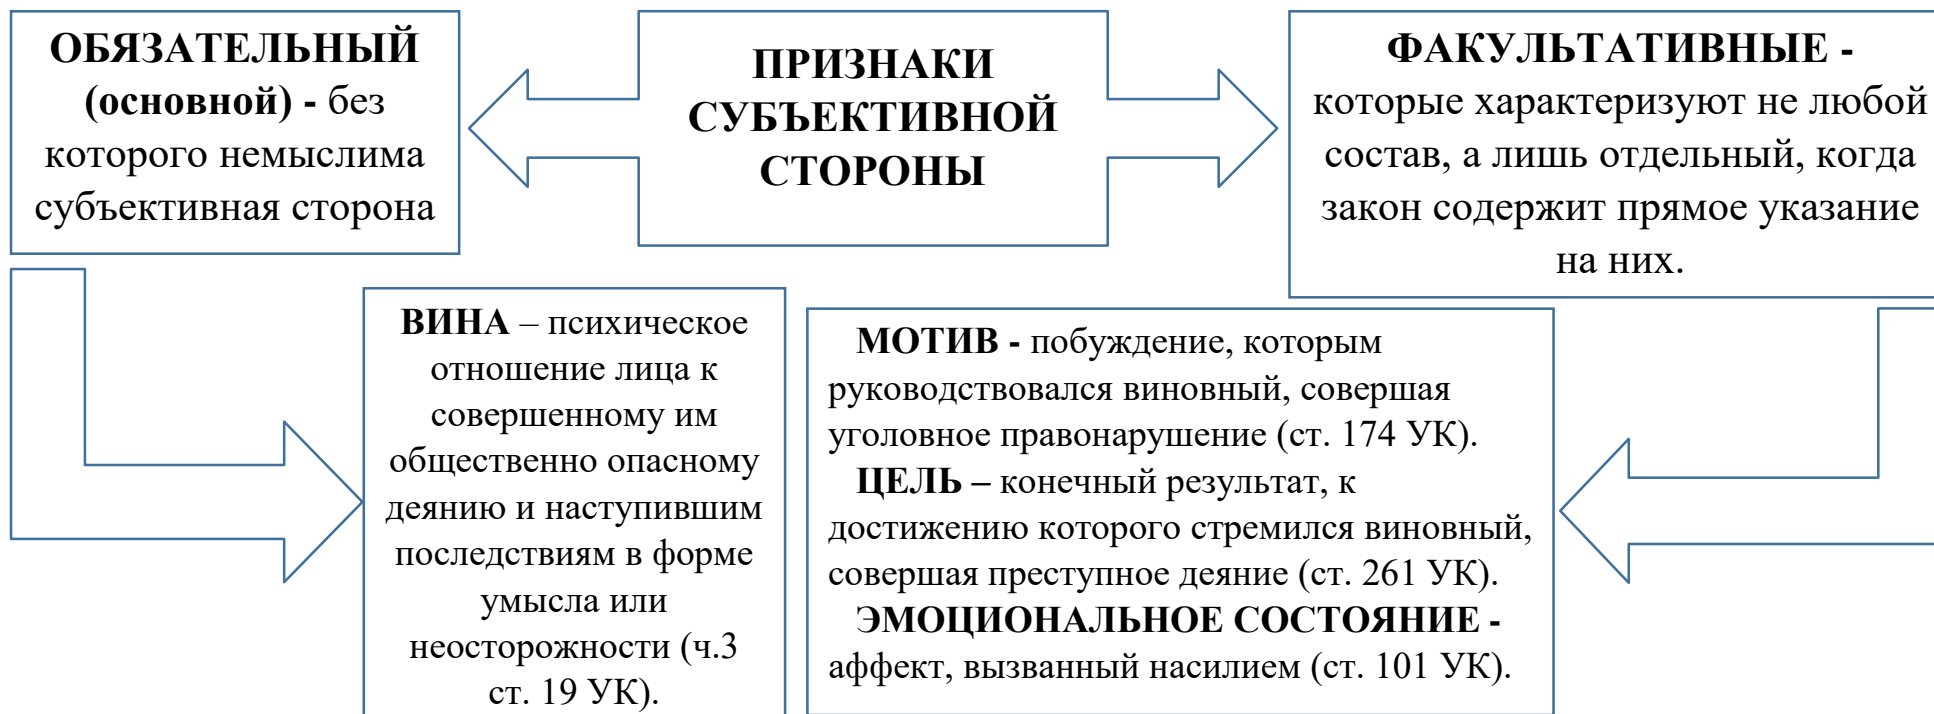 ОБЯЗАТЕЛЬНЫЙ
(основной) - без
которого немыслима
субъективная сторона
ПРИЗНАКИ
СУБЪЕКТИВНОЙ
СТОРОНЫ
ФАКУЛЬТАТИВНЫЕ -
которые характеризуют не любой
состав, а лишь отдельный, когда
закон содержит прямое указание
на них.
ВИНА – психическое
отношение лица к
совершенному им
общественно опасному
деянию и наступившим
последствиям в форме
умысла или
неосторожности (ч.3
ст. 19 УК).
МОТИВ - побуждение, которым
руководствовался виновный, совершая
уголовное правонарушение (ст. 174 УК).
ЦЕЛЬ – конечный результат, к
достижению которого стремился виновный,
совершая преступное деяние (ст. 261 УК).
ЭМОЦИОНАЛЬНОЕ СОСТОЯНИЕ -
аффект, вызванный насилием (ст. 101 УК).